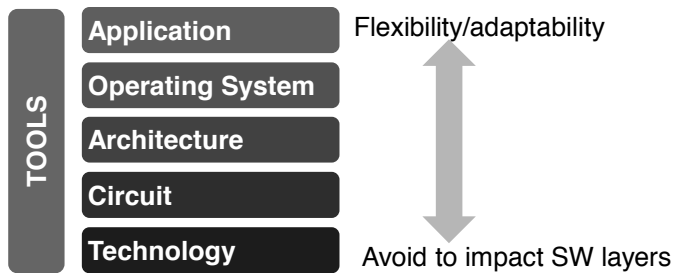 TOOLS
Application
Flexibility/adaptability
Operating System
Architecture
Circuit
Technology
Avoid to impact SW layers